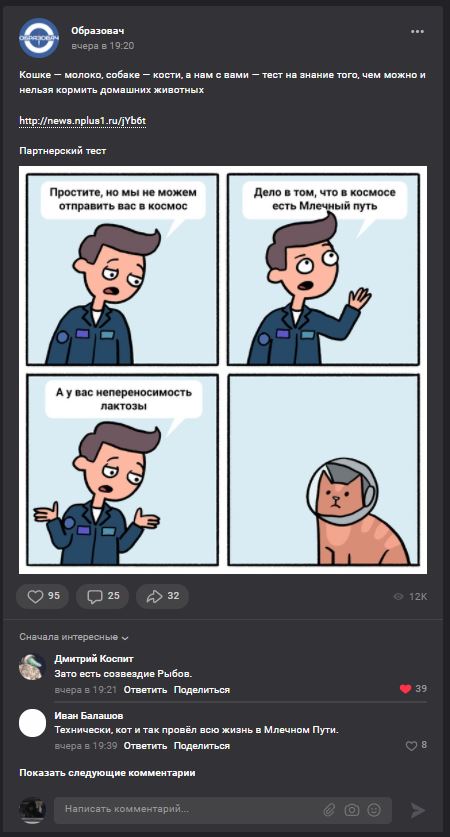 ОБРАЗОВАЧ
Образовач
вчера в 19:20
Кошке — молоко, собаке — кости, а нам с вами — тест на знание того, чем можно и
нельзя кормить домашних животных
http://news.nplus1.ru/jYb6t
Партнерский тест
Простите, но мы не можем
отправить вас в космос
Дело в том, что в космосе
есть Млечный путь
А у вас непереносимость
лактозы
95 25 32 12K
Сначала интересные
Дмитрий Коспит
Зато есть созвездие Рыбов.
вчера в 19:21 Ответить Поделиться 39
Иван Балашов
Технически, кот и так провёл всю жизнь в Млечном Пути.
вчера в 19:39 Ответить Поделиться 8
Показать следующие комментарии
Написать комментарий...